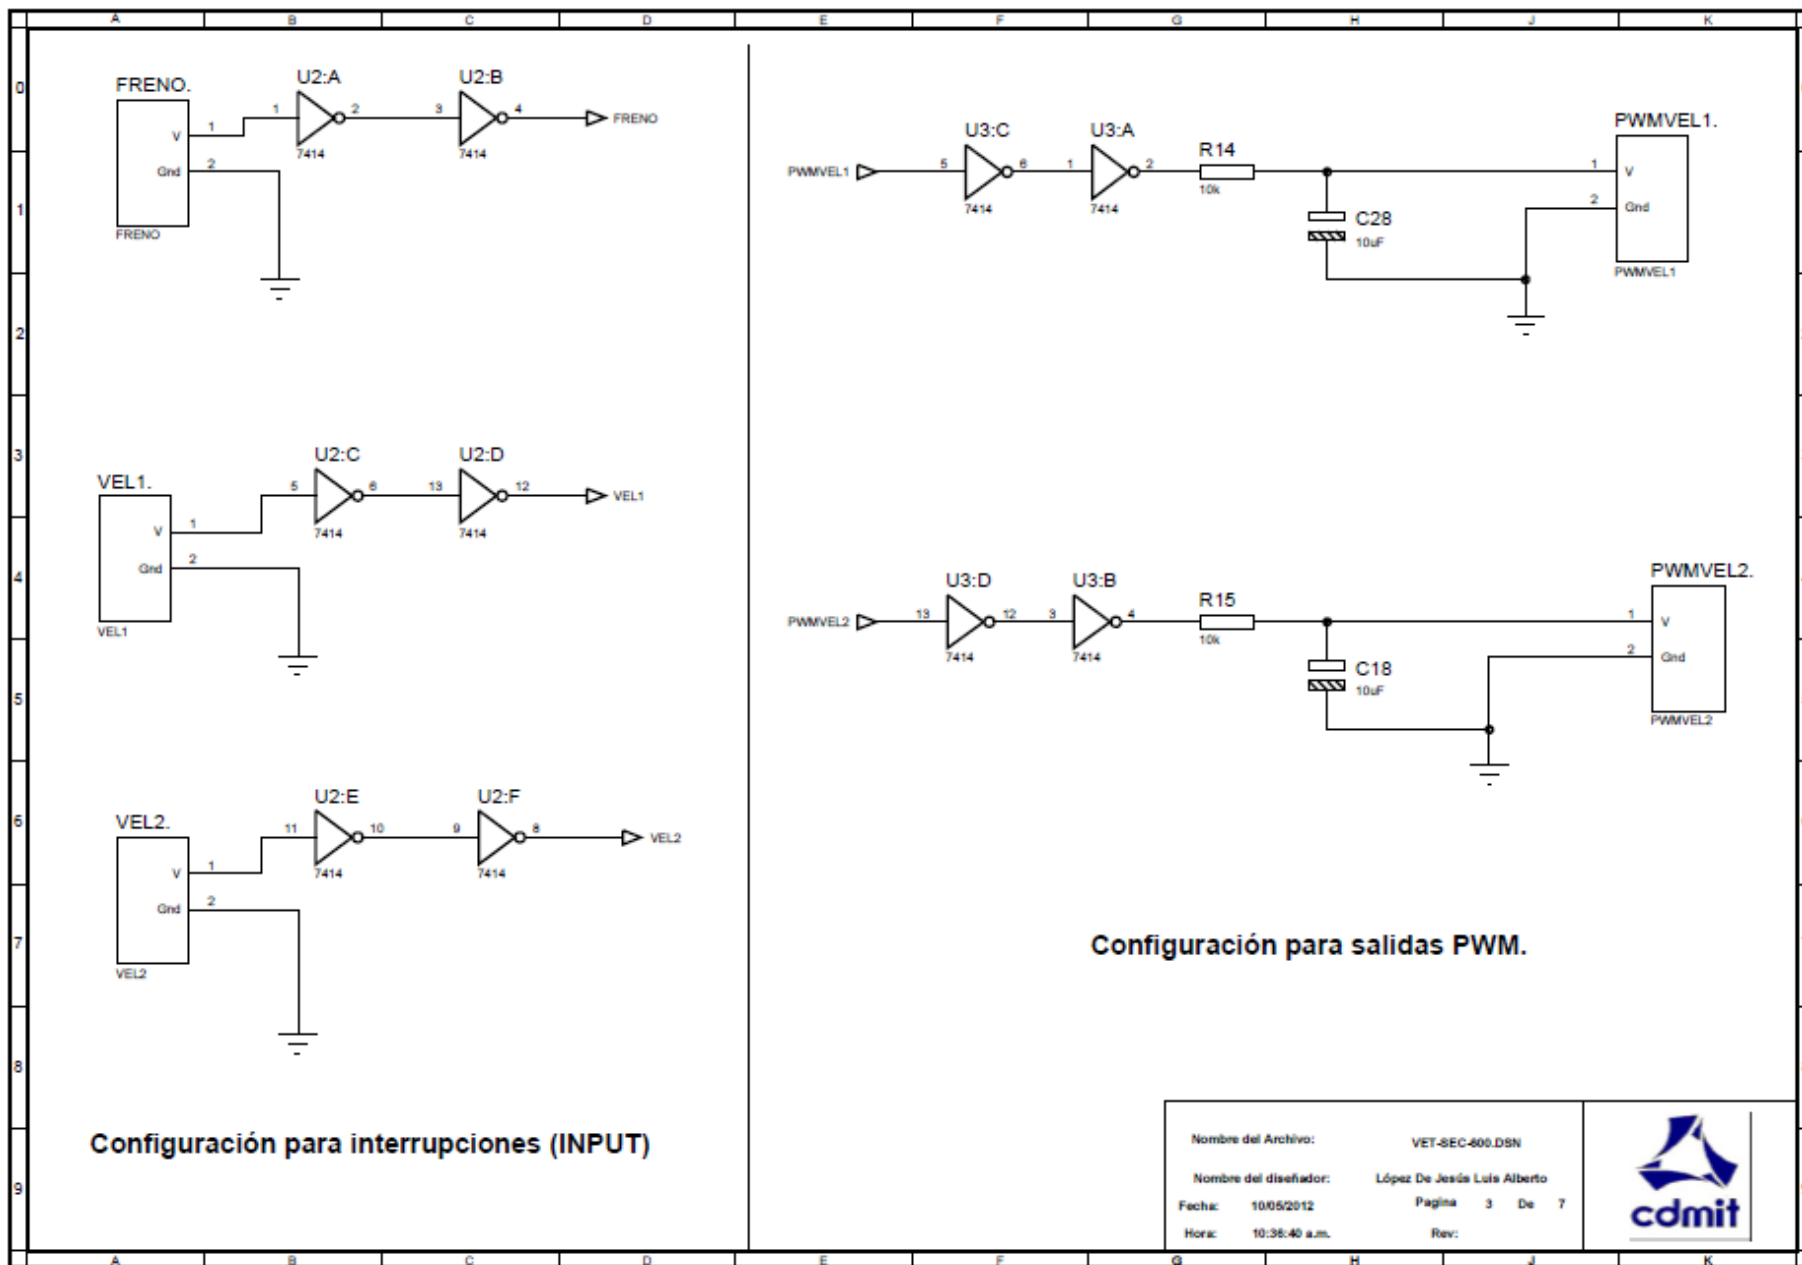 A B C D E F G H J K
0
1
2
3
4
5
6
7
8
9
FRENO.
V 1
Gnd 2
FRENO
U2:A
1 2
7414
U2:B
3 4
7414
FRENO
VEL1.
V 1
Gnd 2
VEL1
U2:C
5 6
7414
U2:D
13 12
7414
VEL1
VEL2.
V 1
Gnd 2
VEL2
U2:E
11 10
7414
U2:F
9 8
7414
VEL2
Configuración para interrupciones (INPUT)
PWMVEL1
U3:C
5 6
7414
U3:A
1 2
7414
R14
10k
C28
10uF
PWMVEL1.
1 V
2 Gnd
PWMVEL1
PWMVEL2
U3:D
13 12
7414
U3:B
3 4
7414
R15
10k
C18
10uF
PWMVEL2.
1 V
2 Gnd
PWMVEL2
Configuración para salidas PWM.
Nombre del Archivo: VET-SEC-600.DSN
Nombre del diseñador: López De Jesús Luis Alberto
Fecha: 10/05/2012 Pagina 3 De 7
Hora: 10:36:40 a.m. Rev:
cdmit
A B C D E F G H J K